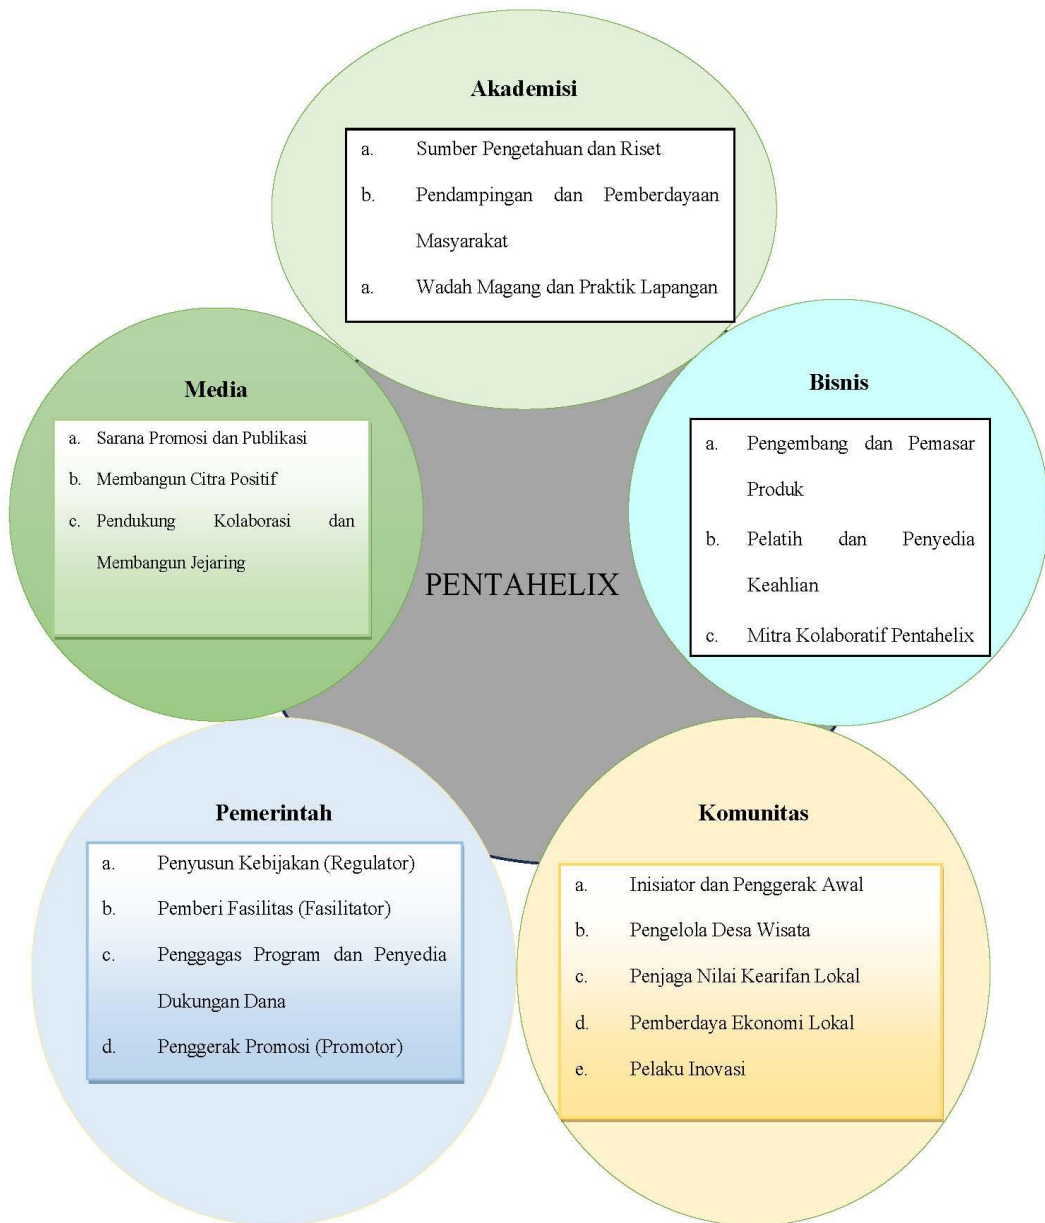 Akademisi
a. Sumber Pengetahuan dan Riset
b. Pendampingan dan Pemberdayaan
Masyarakat
a. Wadah Magang dan Praktik Lapangan
Media
a. Sarana Promosi dan Publikasi
b. Membangun Citra Positif
c. Pendukung Kolaborasi dan
Membangun Jejaring
Bisnis
a. Pengembang dan Pemasar
Produk
b. Pelatih dan Penyedia
Keahlian
c. Mitra Kolaboratif Pentahelix
PENTAHELIX
Pemerintah
a. Penyusun Kebijakan (Regulator)
b. Pemberi Fasilitas (Fasilitator)
c. Penggagas Program dan Penyedia
Dukungan Dana
d. Penggerak Promosi (Promotor)
Komunitas
a. Inisiator dan Penggerak Awal
b. Pengelola Desa Wisata
c. Penjaga Nilai Kearifan Lokal
d. Pemberdaya Ekonomi Lokal
e. Pelaku Inovasi